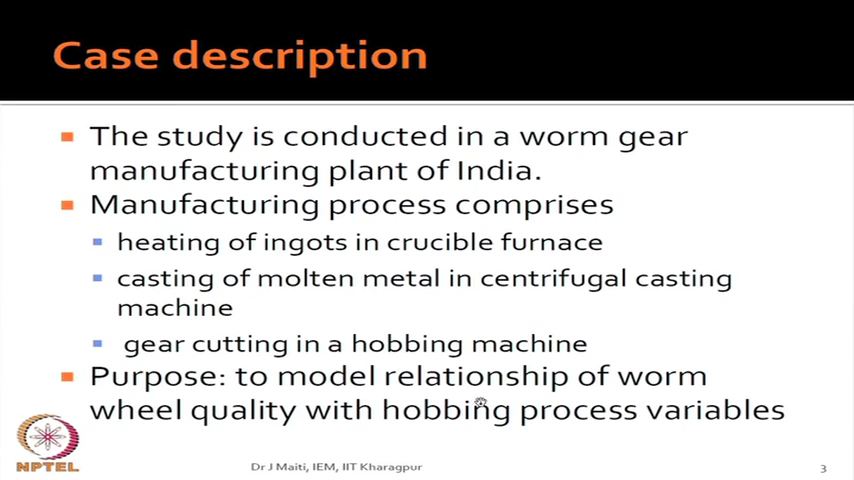 Case description
The study is conducted in a worm gear
manufacturing plant of India.
Manufacturing process comprises
heating of ingots in crucible furnace
casting of molten metal in centrifugal casting
machine
gear cutting in a hobbing machine
Purpose: to model relationship of worm
wheel quality with hobbing process variables
NPTEL
Dr J Maiti, IEM, IIT Kharagpur
3